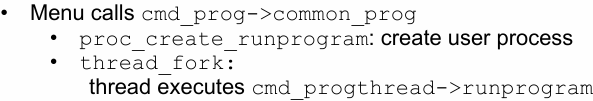 • Menu calls cmd_prog->common_prog
• proc_create_runprogram: create user process
• thread_fork:
thread executes cmd_progthread->runprogram